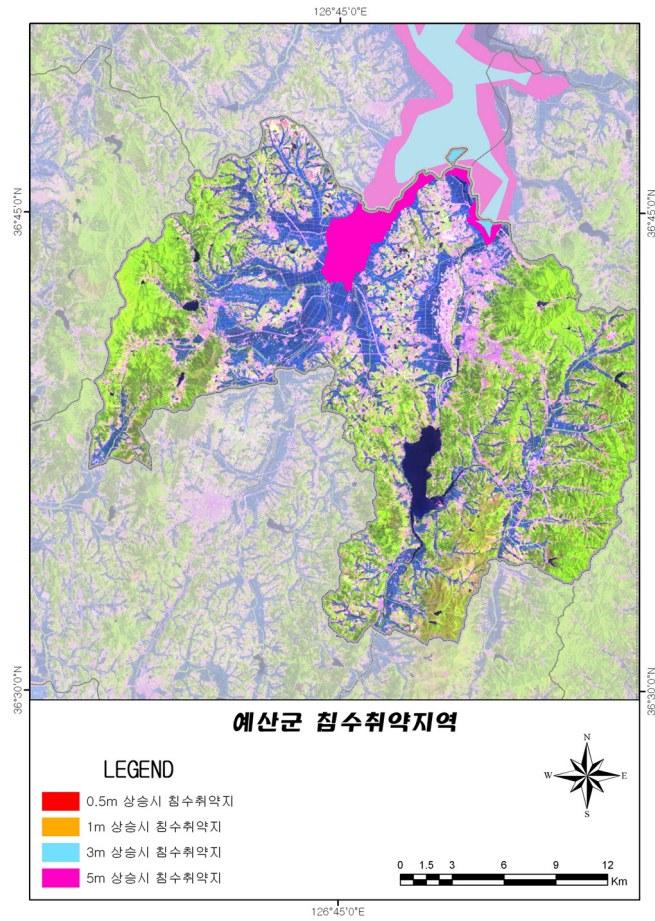 126°45'0"E
36°45'0"N
36°45'0"N
36°30'0"N
36°30'0"N
예산군 침수취약지역
LEGEND
0.5m 상승시 침수취약지
1m 상승시 침수취약지
3m 상승시 침수취약지
5m 상승시 침수취약지
N
W
E
S
0 1.5 3 6 9 12
Km
126°45'0"E